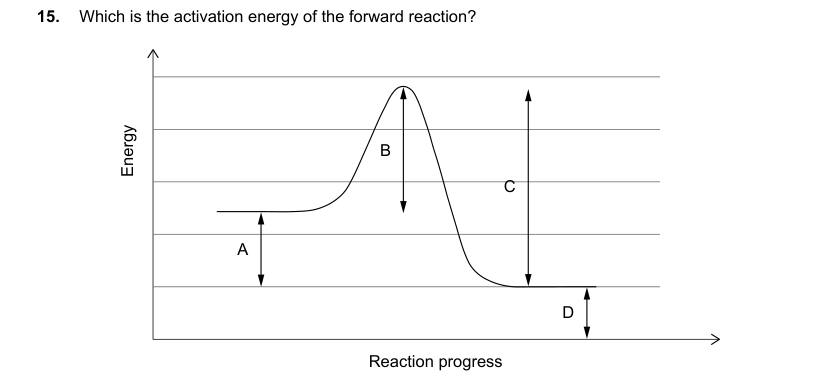 15. Which is the activation energy of the forward reaction?
Energy
B
C
A
D
Reaction progress